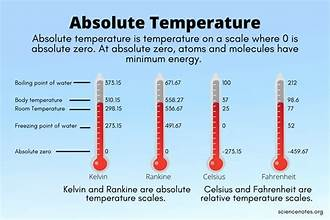 Absolute Temperature
Absolute temperature is temperature on a scale where 0 is
absolute zero. At absolute zero, atoms and molecules have
minimum energy.
Boiling point of water 373.15 671.67 100 212
Body temperature 310.15 558.27 37 98.6
Room Temperature 298.15 536.67 25 77
Freezing point of water 273.15 491.67 0 32
Absolute zero 0 0 -273.15 -459.67
Kelvin Rankine Celsius Fahrenheit
Kelvin and Rankine are absolute
temperature scales.
Celsius and Fahrenheit are
relative temperature scales.
sciencenotes.org